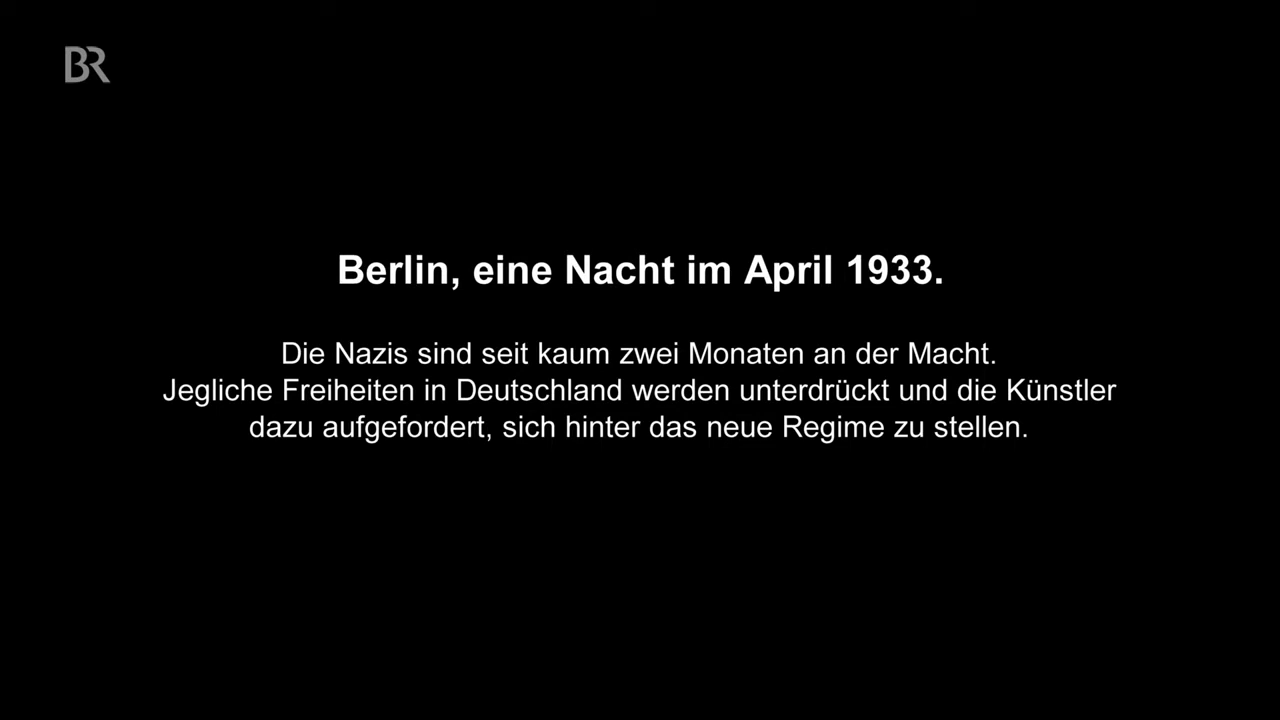 BR
Berlin, eine Nacht im April 1933.
Die Nazis sind seit kaum zwei Monaten an der Macht.
Jegliche Freiheiten in Deutschland werden unterdrückt und die Künstler
dazu aufgefordert, sich hinter das neue Regime zu stellen.